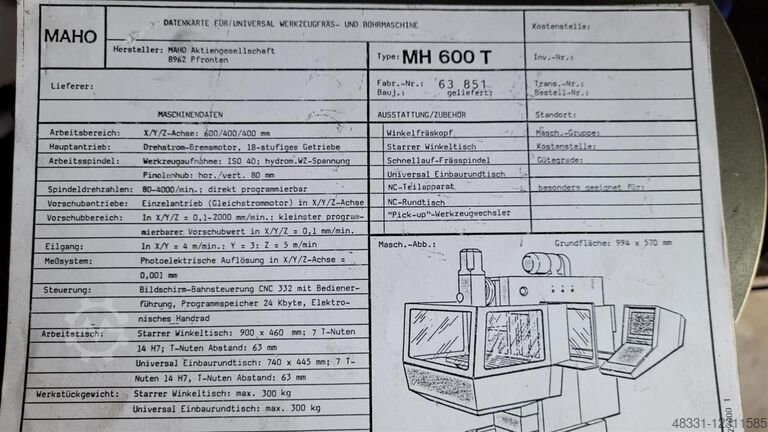 MAHO
DATENKARTE FÜR/UNIVERSAL WERKZEUGFRÄS- UND BOHRMASCHINE
Hersteller: MAHO Aktiengesellschaft
8962 Pfronten
Type: MH 600 T
Kostenstelle:
Inv.-Nr.:
Lieferer:
Fabr.-Nr.: 63 851
Bauj.: geliefert:
Trans.-Nr.:
Bestell-Nr.:
MASCHINENDATEN
AUSSTATTUNG/ZUBEHÖR
Standort:
Arbeitsbereich: X/Y/Z-Achse: 600/400/400 mm
Hauptantrieb: Drehstrom-Bremsmotor, 18-stufiges Getriebe
Arbeitsspindel: Werkzeugaufnahme: ISO 40; hydrom.WZ-Spannung
Pinolenhub: hor./vert. 80 mm
Spindeldrehzahlen: 80-4000/min.; direkt programmierbar
Vorschubantriebe: Einzelantrieb (Gleichstrommotor) in X/Y/Z-Achse
Vorschubbereich: In X/Y/Z = 0,1-2000 mm/min.; kleinster program-
mierbarer Vorschubwert in X/Y/Z = 0,1 mm/min.
Eilgang: In X/Y = 4 m/min.; Y = 3; Z = 5 m/min
Meßsystem: Photoelektrische Auflösung in X/Y/Z-Achse =
0,001 mm
Steuerung: Bildschirm-Bahnsteuerung CNC 332 mit Bediener-
führung, Programmspeicher 24 Kbyte, Elektro-
nisches Handrad
Arbeitstisch: Starrer Winkeltisch: 900 x 460 mm; 7 T-Nuten
14 H7; T-Nuten Abstand: 63 mm
Universal Einbaurundtisch: 740 x 445 mm; 7 T-
Nuten 14 H7, T-Nuten Abstand: 63 mm
Werkstückgewicht: Starrer Winkeltisch: max. 300 kg
Universal Einbaurundtisch: max. 300 kg
Winkelfräskopf
Starrer Winkeltisch
Schnellauf-Frässpindel
Universal Einbaurundtisch
NC-Teilapparat
NC-Rundtisch
"Pick-up"-Werkzeugwechsler
Masch.-Gruppe:
Kostenstelle:
Gütegrade:
besonders geeignet für:
Masch.-Abb.:
Grundfläche: 994 x 570 mm
48331-12311585